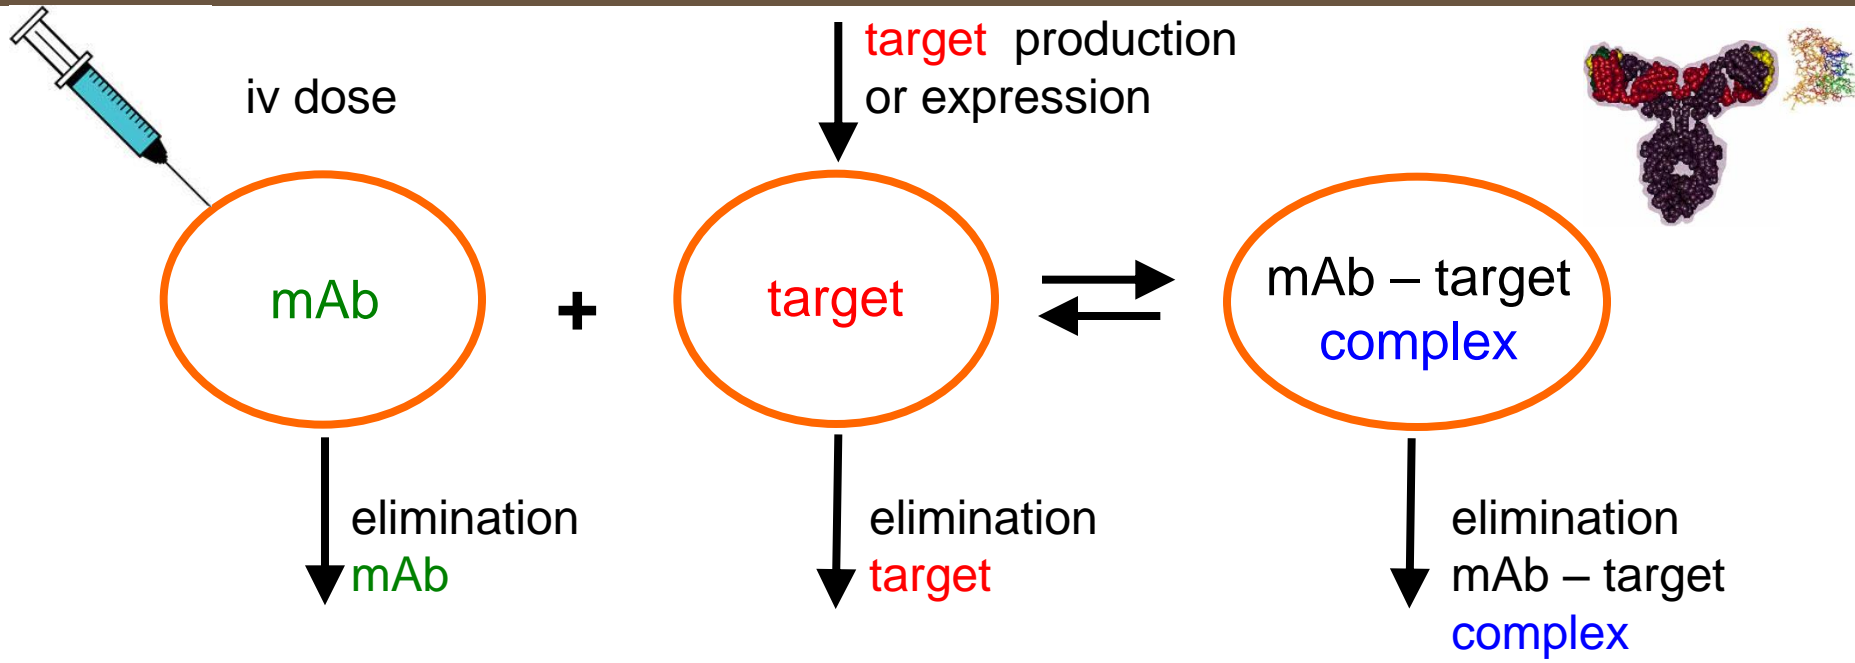 iv dose
target production
or expression
mAb
+
target
mAb – target
complex
elimination
mAb
elimination
target
elimination
mAb – target
complex